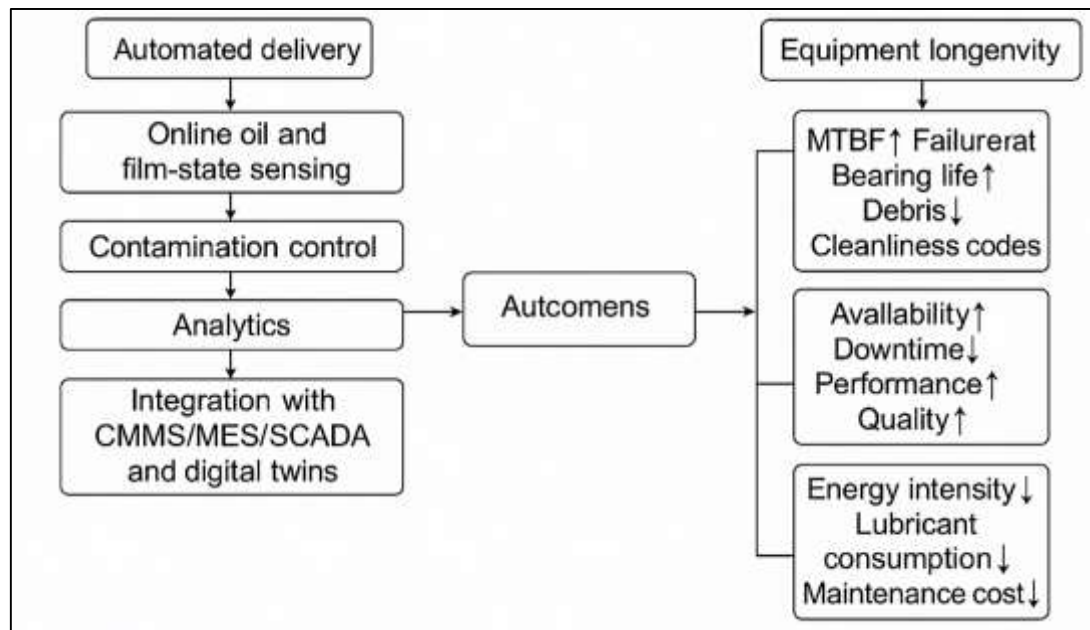 Automated delivery
Online oil and
film-state sensing
Contamination control
Analytics
Integration with
CMMS/MES/SCADA
and digital twins
Autcomens
Equipment longenvity
MTBF↑ Failurerat
Bearing life↑
Debris↓
Cleanliness codes
Avallability↑
Downtime↓
Performance↑
Quality↑
Energy intensity↓
Lubricant
consumption↓
Maintenance cost↓